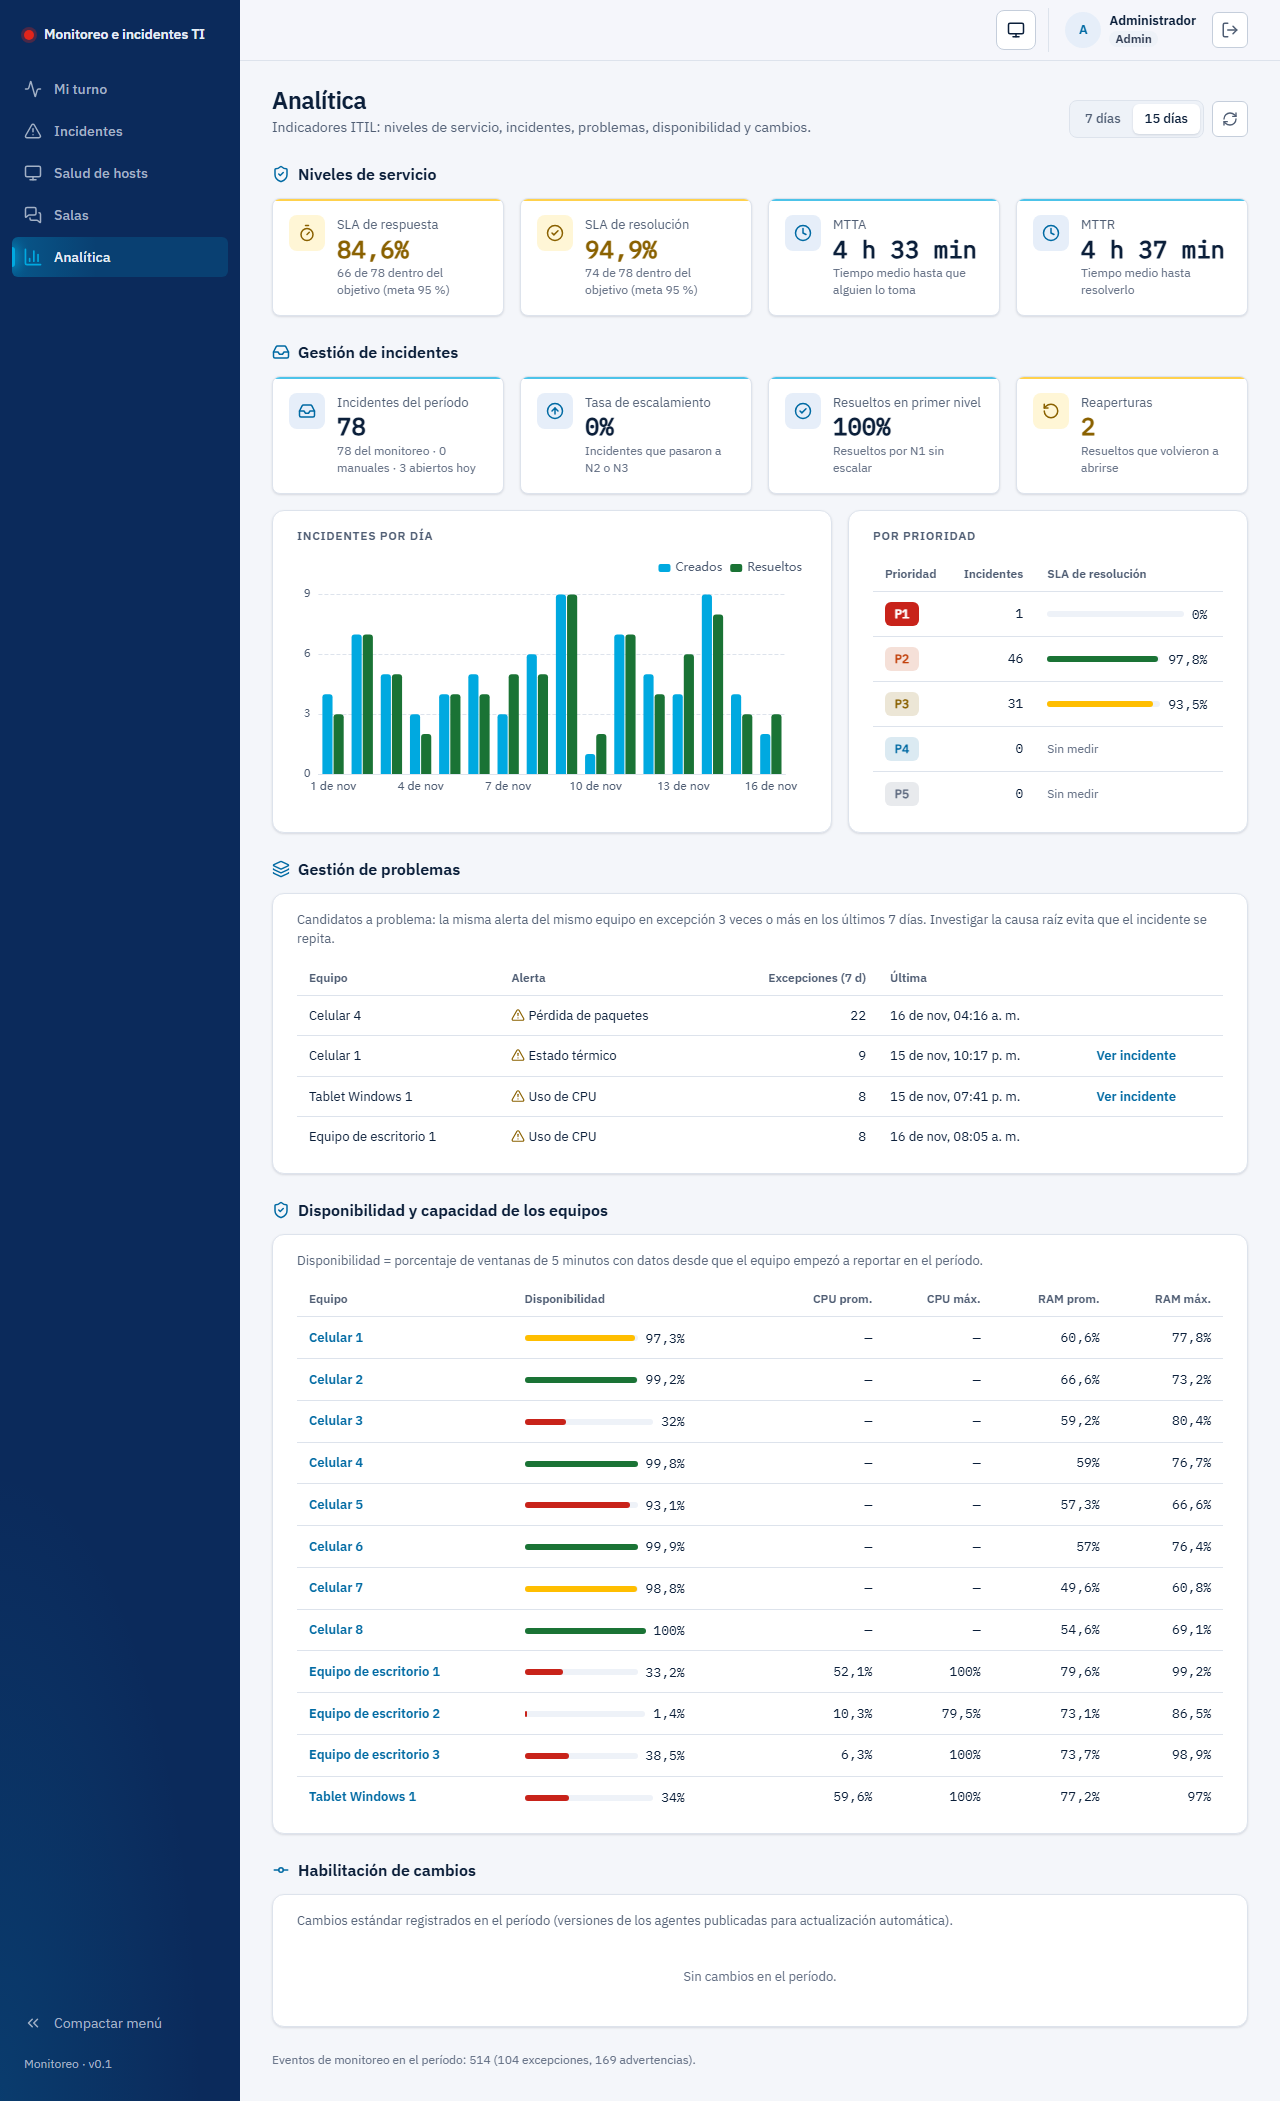 Monitoreo e incidentes TI
Mi turno
Incidentes
Salud de hosts
Salas
Analítica
Compactar menú
Monitoreo · v0.1
A
Administrador
Admin
Analítica
Indicadores ITIL: niveles de servicio, incidentes, problemas, disponibilidad y cambios.
7 días 15 días
Niveles de servicio
SLA de respuesta
84,6%
66 de 78 dentro del
objetivo (meta 95 %)
SLA de resolución
94,9%
74 de 78 dentro del
objetivo (meta 95 %)
MTTA
4 h 33 min
Tiempo medio hasta que
alguien lo toma
MTTR
4 h 37 min
Tiempo medio hasta
resolverlo
Gestión de incidentes
Incidentes del período
78
78 del monitoreo · 0
manuales · 3 abiertos hoy
Tasa de escalamiento
0%
Incidentes que pasaron a
N2 o N3
Resueltos en primer nivel
100%
Resueltos por N1 sin
escalar
Reaperturas
2
Resueltos que volvieron a
abrirse
INCIDENTES POR DÍA
Creados Resueltos
9
6
3
0
1 de nov 4 de nov 7 de nov 10 de nov 13 de nov 16 de nov
POR PRIORIDAD
Prioridad Incidentes SLA de resolución
P1 1 0%
P2 46 97,8%
P3 31 93,5%
P4 0 Sin medir
P5 0 Sin medir
Gestión de problemas
Candidatos a problema: la misma alerta del mismo equipo en excepción 3 veces o más en los últimos 7 días. Investigar la causa raíz evita que el incidente se
repita.
Equipo Alerta Excepciones (7 d) Última
Celular 4 Pérdida de paquetes 22 16 de nov, 04:16 a. m.
Celular 1 Estado térmico 9 15 de nov, 10:17 p. m. Ver incidente
Tablet Windows 1 Uso de CPU 8 15 de nov, 07:41 p. m. Ver incidente
Equipo de escritorio 1 Uso de CPU 8 16 de nov, 08:05 a. m.
Disponibilidad y capacidad de los equipos
Disponibilidad = porcentaje de ventanas de 5 minutos con datos desde que el equipo empezó a reportar en el período.
Equipo Disponibilidad CPU prom. CPU máx. RAM prom. RAM máx.
Celular 1 97,3% — — 60,6% 77,8%
Celular 2 99,2% — — 66,6% 73,2%
Celular 3 32% — — 59,2% 80,4%
Celular 4 99,8% — — 59% 76,7%
Celular 5 93,1% — — 57,3% 66,6%
Celular 6 99,9% — — 57% 76,4%
Celular 7 98,8% — — 49,6% 60,8%
Celular 8 100% — — 54,6% 69,1%
Equipo de escritorio 1 33,2% 52,1% 100% 79,6% 99,2%
Equipo de escritorio 2 1,4% 10,3% 79,5% 73,1% 86,5%
Equipo de escritorio 3 38,5% 6,3% 100% 73,7% 98,9%
Tablet Windows 1 34% 59,6% 100% 77,2% 97%
Habilitación de cambios
Cambios estándar registrados en el período (versiones de los agentes publicadas para actualización automática).
Sin cambios en el período.
Eventos de monitoreo en el período: 514 (104 excepciones, 169 advertencias).